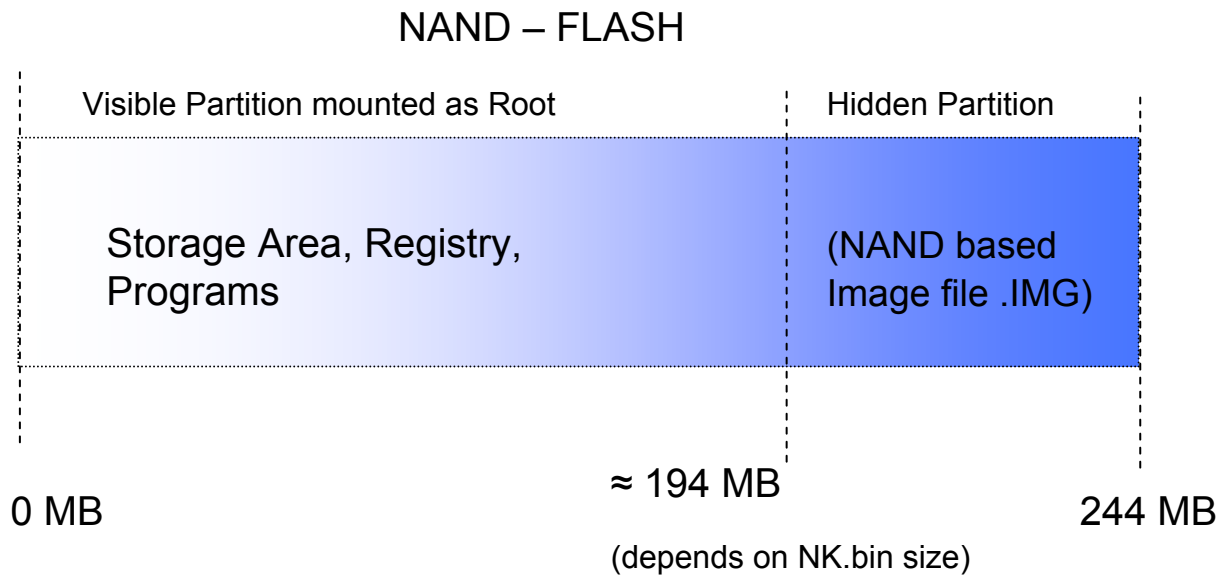 NAND – FLASH
Visible Partition mounted as Root
Hidden Partition
Storage Area, Registry,
Programs
(NAND based
Image file .IMG)
0 MB
≈ 194 MB
244 MB
(depends on NK.bin size)